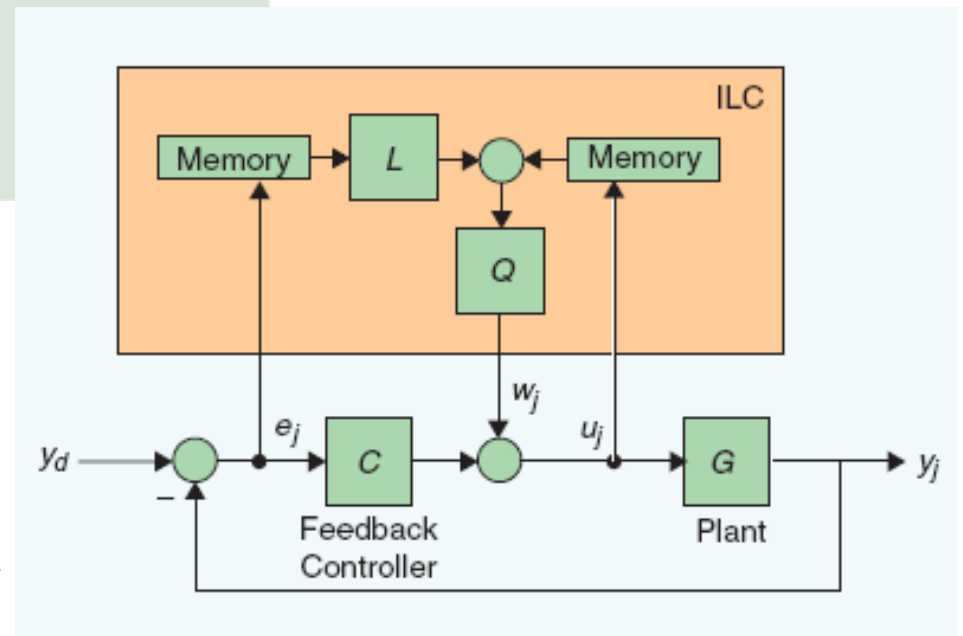 ILC
Memory
L
Memory
Q
w_j
y_d
e_j
C
u_j
G
y_j
−
Feedback
Controller
Plant